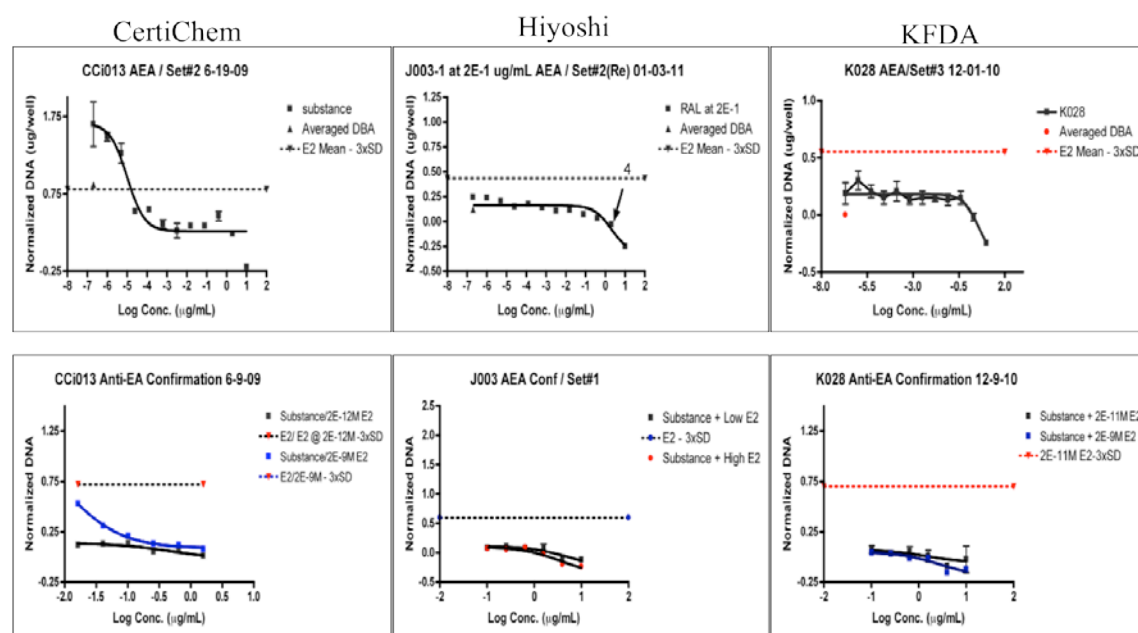 CertiChem
Hiyoshi
KFDA
CCi013 AEA / Set#2 6-19-09
Normalized DNA (ug/well)
1.75
0.75
-0.25
-8 -7 -6 -5 -4 -3 -2 -1 0 1 2
Log Conc. (µg/mL)
substance
Averaged DBA
E2 Mean - 3xSD
J003-1 at 2E-1 ug/mL AEA / Set#2(Re) 01-03-11
Normalized DNA (ug/well)
1.25
1.00
0.75
0.50
0.25
0.00
-0.25
-0.50
-8 -7 -6 -5 -4 -3 -2 -1 0 1 2
Log Conc. (µg/mL)
RAL at 2E-1
Averaged DBA
E2 Mean - 3xSD
4
K028 AEA/Set#3 12-01-10
Normalized DNA (ug/well)
1.0
0.5
0.0
0.5
-8.0 -5.5 -3.0 -0.5 2.0
Log Conc. (µg/mL)
K028
Averaged DBA
E2 Mean - 3xSD
CCi013 Anti-EA Confirmation 6-9-09
Normalized DNA
1.25
0.75
0.25
-0.25
-2.0 -1.5 -1.0 -0.5 0.0 0.5 1.0
Log Conc. (µg/mL)
Substance/2E-12M E2
E2/ E2 @ 2E-12M -3xSD
Substance/2E-9M E2
E2/2E-9M - 3xSD
J003 AEA Conf / Set#1
Normalized DNA
2.5
2.0
1.5
1.0
0.5
0.0
-0.5
-2 -1 0 1 2
Log Conc. (µg/mL)
Substance + Low E2
E2 - 3xSD
Substance + High E2
K028 Anti-EA Confirmation 12-9-10
Normalized DNA
1.25
0.75
0.25
-0.25
-2 -1 0 1 2
Log Conc. (µg/mL)
Substance + 2E-11M E2
Substance + 2E-9M E2
2E-11M E2-3xSD